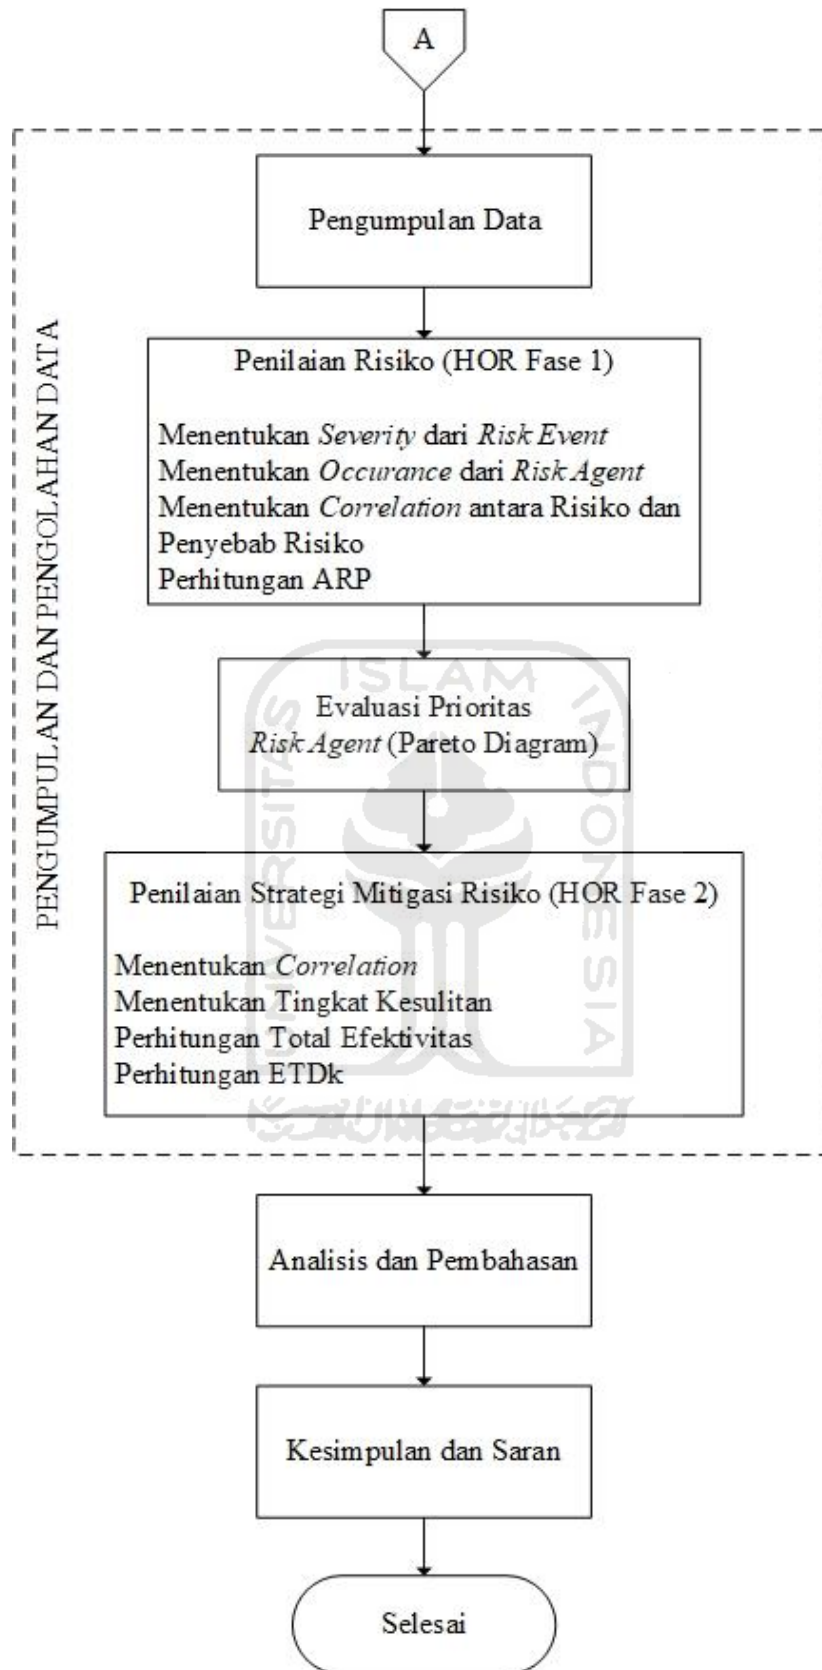 A
PENGUMPULAN DAN PENGOLAHAN DATA
Pengumpulan Data
Penilaian Risiko (HOR Fase 1)
Menentukan Severity dari Risk Event
Menentukan Occurance dari Risk Agent
Menentukan Correlation antara Risiko dan
Penyebab Risiko
Perhitungan ARP
Evaluasi Prioritas
Risk Agent (Pareto Diagram)
Penilaian Strategi Mitigasi Risiko (HOR Fase 2)
Menentukan Correlation
Menentukan Tingkat Kesulitan
Perhitungan Total Efektivitas
Perhitungan ETDk
Analisis dan Pembahasan
Kesimpulan dan Saran
Selesai
UNIVERSITAS
ISLAM
INDONESIA